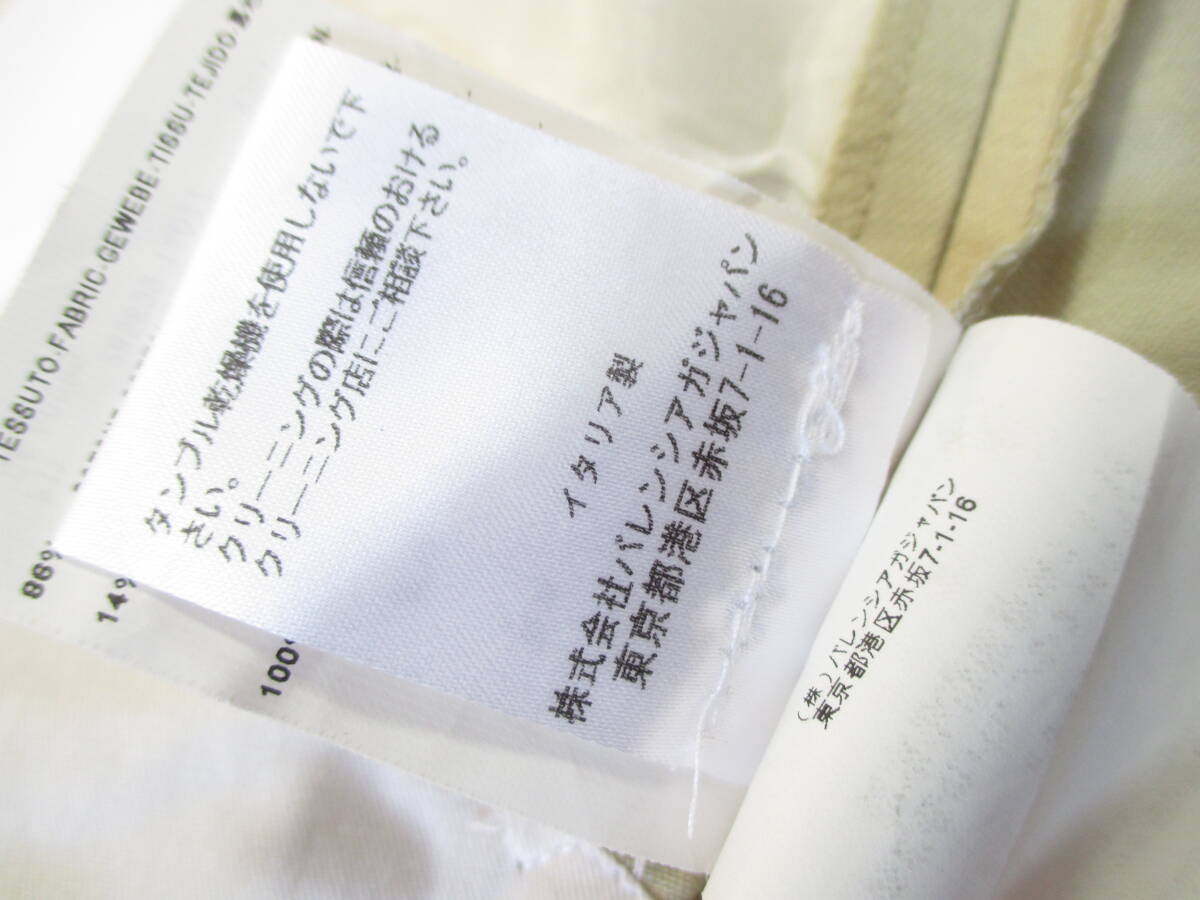 TESSUTO·FABRIC·GEWEBE·TISSU·TEJIDO
86%
14%
100%
タンブル乾燥機を使用しないで下
さい。
クリーニングの際は信頼のおける
クリーニング店にご相談下さい。
イタリア製
株式会社バレンシアガジャパン
東京都港区赤坂7-1-16
(株)バレンシアガジャパン
東京都港区赤坂7-1-16